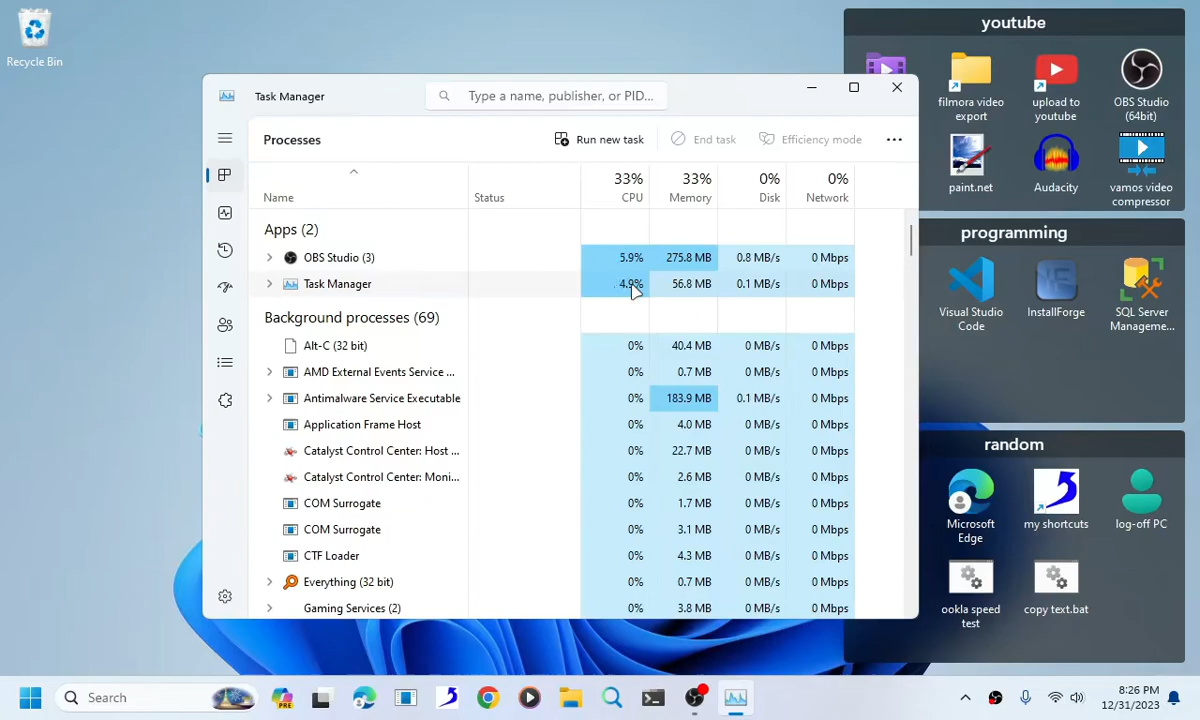 Recycle Bin
Task Manager
Type a name, publisher, or PID...
Processes
Run new task
End task
Efficiency mode
Name
Status
33%
CPU
33%
Memory
0%
Disk
0%
Network
Apps (2)
OBS Studio (3)
5.9%
275.8 MB
0.8 MB/s
0 Mbps
Task Manager
4.9%
56.8 MB
0.1 MB/s
0 Mbps
Background processes (69)
Alt-C (32 bit)
0%
40.4 MB
0 MB/s
0 Mbps
AMD External Events Service ...
0%
0.7 MB
0 MB/s
0 Mbps
Antimalware Service Executable
0%
183.9 MB
0.1 MB/s
0 Mbps
Application Frame Host
0%
4.0 MB
0 MB/s
0 Mbps
Catalyst Control Center: Host ...
0%
22.7 MB
0 MB/s
0 Mbps
Catalyst Control Center: Moni...
0%
2.6 MB
0 MB/s
0 Mbps
COM Surrogate
0%
1.7 MB
0 MB/s
0 Mbps
COM Surrogate
0%
3.1 MB
0 MB/s
0 Mbps
CTF Loader
0%
4.3 MB
0 MB/s
0 Mbps
Everything (32 bit)
0%
0.7 MB
0 MB/s
0 Mbps
Gaming Services (2)
0%
3.8 MB
0 MB/s
0 Mbps
youtube
filmora video
export
upload to
youtube
OBS Studio
(64bit)
paint.net
Audacity
vamos video
compressor
programming
Visual Studio
Code
InstallForge
SQL Server
Manageme...
random
Microsoft
Edge
my shortcuts
log-off PC
ookla speed
test
copy text.bat
Search
PRE
8:26 PM
12/31/2023